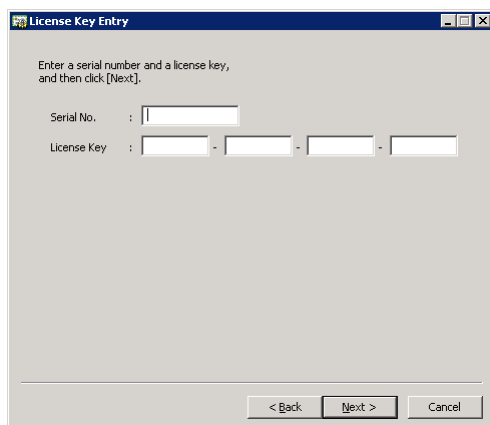 License Key Entry
Enter a serial number and a license key,
and then click [Next].
Serial No. :
License Key : - - -
< Back Next > Cancel